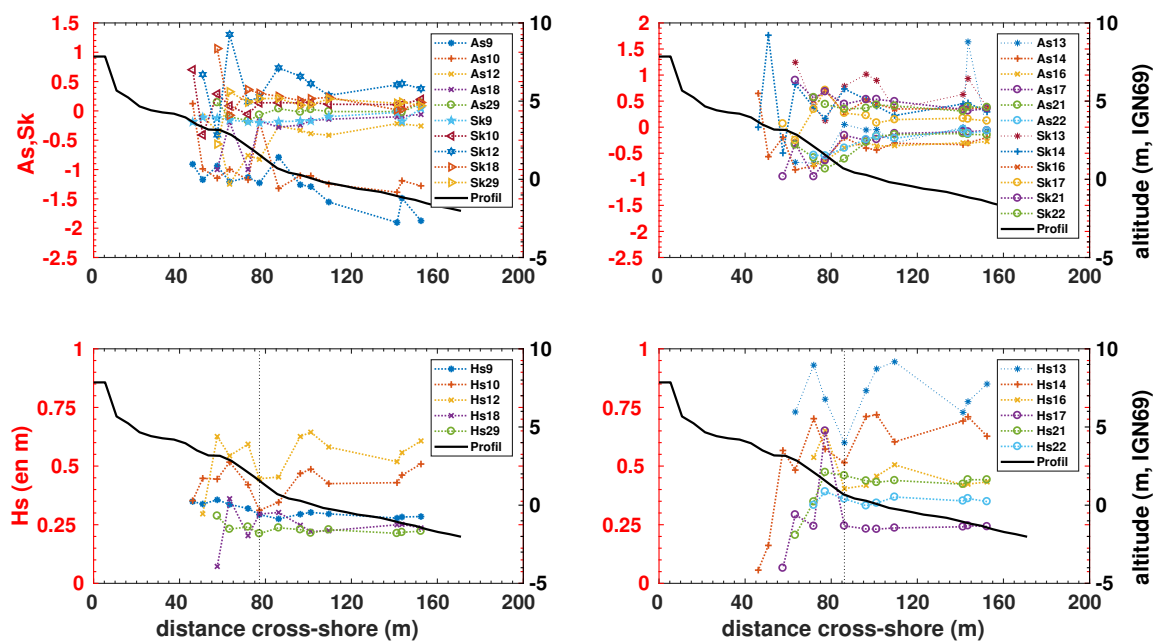 1.5
1
0.5
0
-0.5
-1
-1.5
-2
-2.5
As,Sk
10
5
0
-5
0 40 80 120 160 200
As9
As10
As12
As18
As29
Sk9
Sk10
Sk12
Sk18
Sk29
Profil
2
1.5
1
0.5
0
-0.5
-1
-1.5
-2
-2.5
10
5
0
-5
altitude (m, IGN69)
0 40 80 120 160 200
As13
As14
As16
As17
As21
As22
Sk13
Sk14
Sk16
Sk17
Sk21
Sk22
Profil
1
0.75
0.5
0.25
0
Hs (en m)
10
5
0
-5
0 40 80 120 160 200
distance cross-shore (m)
Hs9
Hs10
Hs12
Hs18
Hs29
Profil
1
0.75
0.5
0.25
0
10
5
0
-5
altitude (m, IGN69)
0 40 80 120 160 200
distance cross-shore (m)
Hs13
Hs14
Hs16
Hs17
Hs21
Hs22
Profil